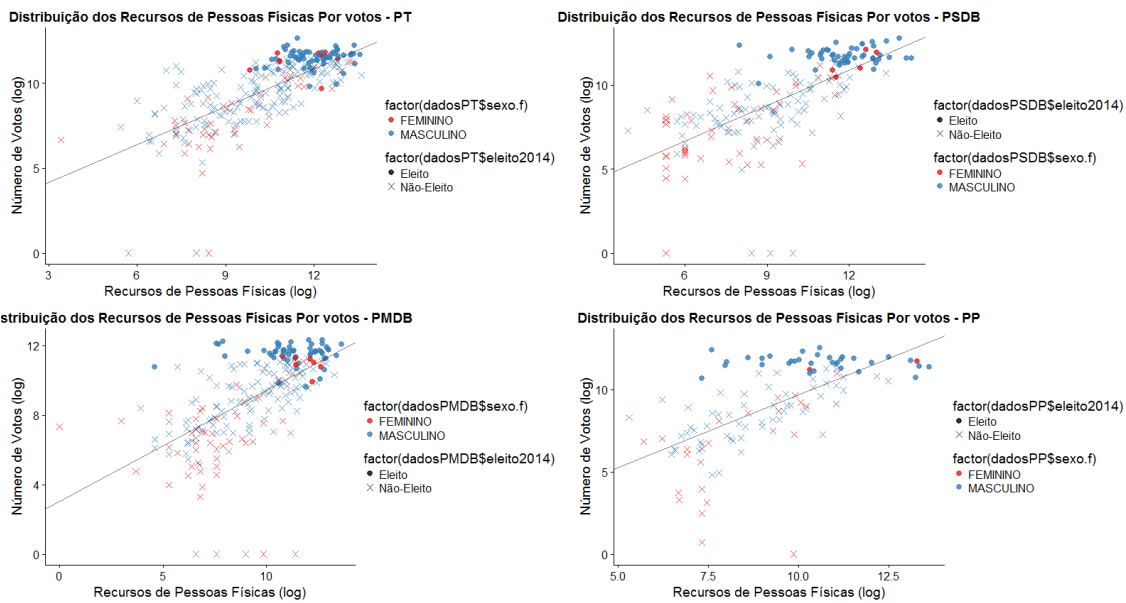 Distribuição dos Recursos de Pessoas Físicas Por votos - PT
10
5
0
3
6
9
12
Número de Votos (log)
Recursos de Pessoas Físicas (log)
factor(dadosPT$sexo.f)
FEMININO
MASCULINO
factor(dadosPT$eleito2014)
Eleito
Não-Eleito
Distribuição dos Recursos de Pessoas Físicas Por votos - PSDB
10
5
0
6
9
12
Número de Votos (log)
Recursos de Pessoas Físicas (log)
factor(dadosPSDB$eleito2014)
Eleito
Não-Eleito
factor(dadosPSDB$sexo.f)
FEMININO
MASCULINO
stribuição dos Recursos de Pessoas Físicas Por votos - PMDB
12
8
4
0
0
5
10
Número de Votos (log)
Recursos de Pessoas Físicas (log)
factor(dadosPMDB$sexo.f)
FEMININO
MASCULINO
factor(dadosPMDB$eleito2014)
Eleito
Não-Eleito
Distribuição dos Recursos de Pessoas Físicas Por votos - PP
10
5
0
5.0
7.5
10.0
12.5
Número de Votos (log)
Recursos de Pessoas Físicas (log)
factor(dadosPP$eleito2014)
Eleito
Não-Eleito
factor(dadosPP$sexo.f)
FEMININO
MASCULINO